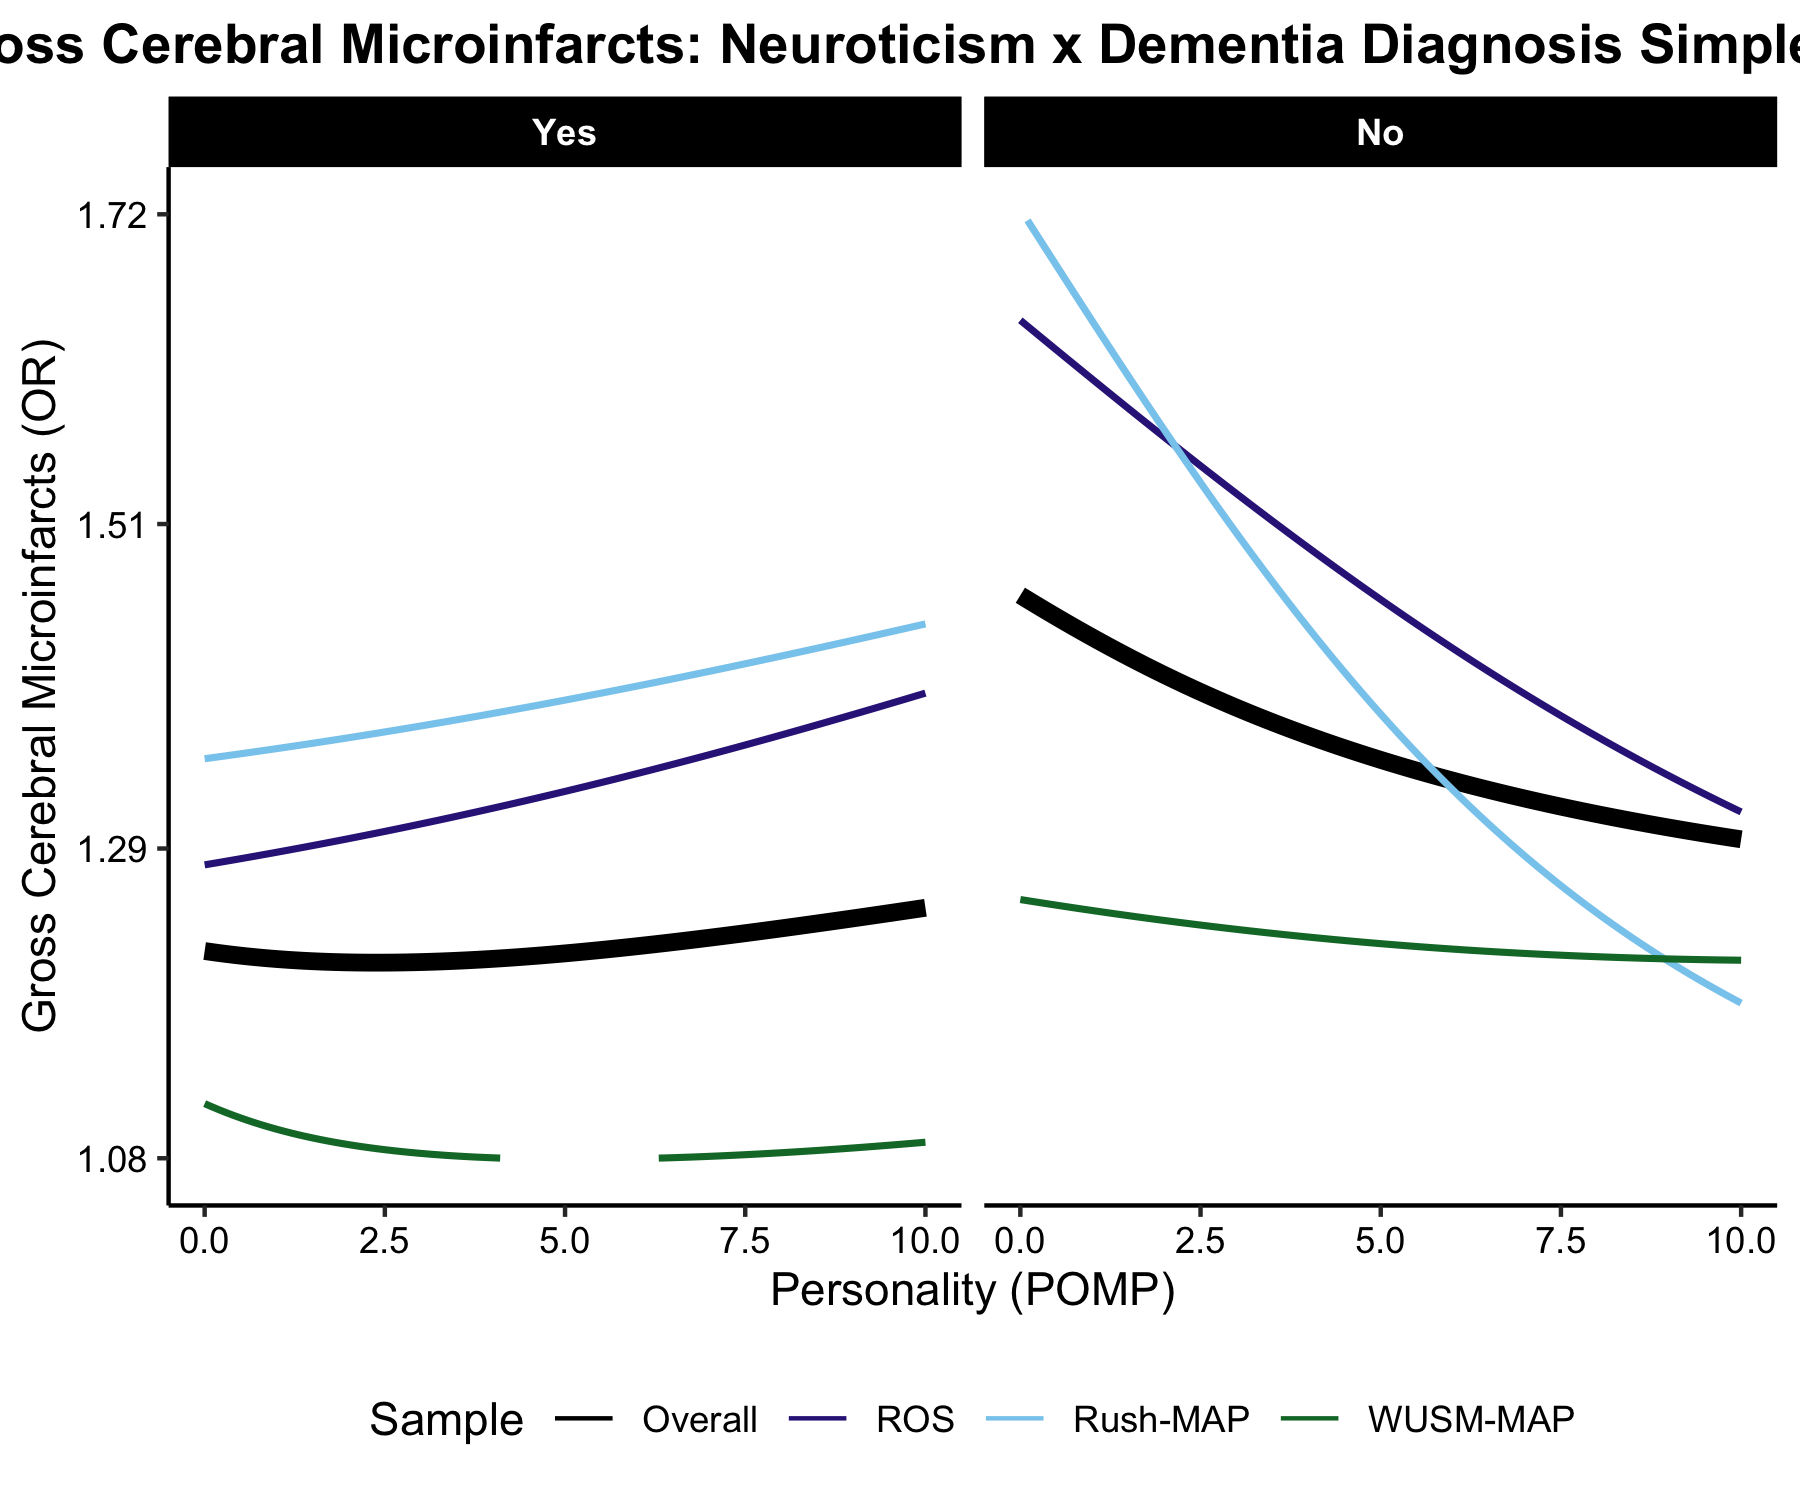 oss Cerebral Microinfarcts: Neuroticism x Dementia Diagnosis Simple
Yes
No
Gross Cerebral Microinfarcts (OR)
1.72
1.51
1.29
1.08
0.0 2.5 5.0 7.5 10.0 0.0 2.5 5.0 7.5 10.0
Personality (POMP)
Sample Overall ROS Rush-MAP WUSM-MAP